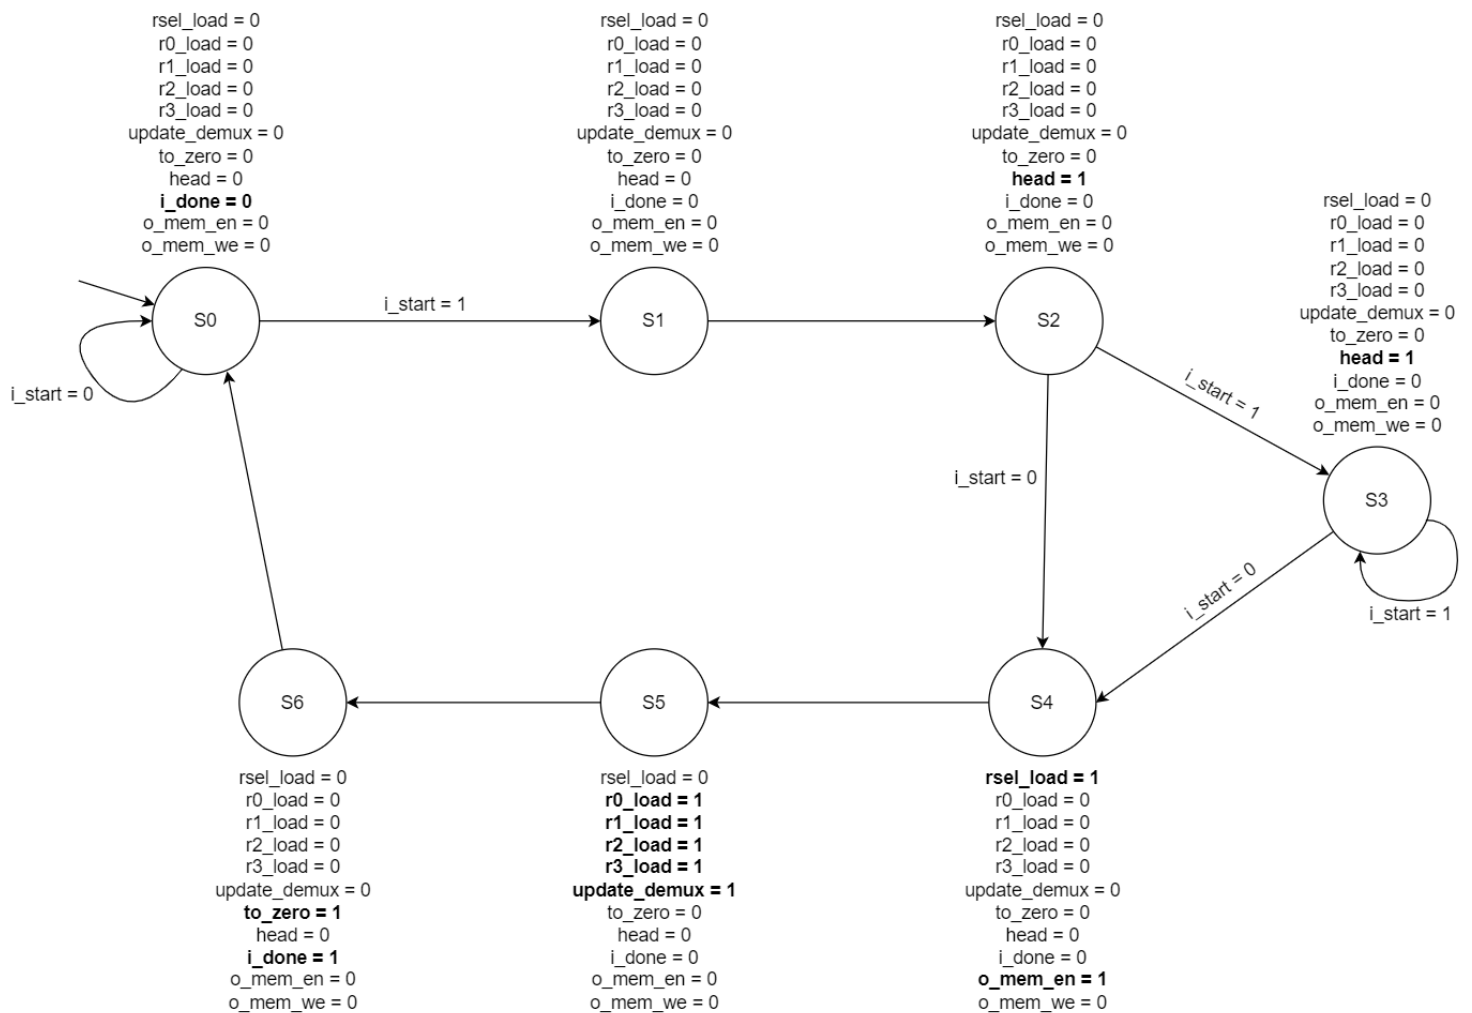 rsel_load = 0
r0_load = 0
r1_load = 0
r2_load = 0
r3_load = 0
update_demux = 0
to_zero = 0
head = 0
i_done = 0
o_mem_en = 0
o_mem_we = 0
rsel_load = 0
r0_load = 0
r1_load = 0
r2_load = 0
r3_load = 0
update_demux = 0
to_zero = 0
head = 0
i_done = 0
o_mem_en = 0
o_mem_we = 0
rsel_load = 0
r0_load = 0
r1_load = 0
r2_load = 0
r3_load = 0
update_demux = 0
to_zero = 0
head = 1
i_done = 0
o_mem_en = 0
o_mem_we = 0
rsel_load = 0
r0_load = 0
r1_load = 0
r2_load = 0
r3_load = 0
update_demux = 0
to_zero = 0
head = 1
i_done = 0
o_mem_en = 0
o_mem_we = 0
S0
i_start = 1
S1
S2
i_start = 0
i_start = 1
i_start = 0
S3
i_start = 0
i_start = 1
S6
S5
S4
rsel_load = 0
r0_load = 0
r1_load = 0
r2_load = 0
r3_load = 0
update_demux = 0
to_zero = 1
head = 0
i_done = 1
o_mem_en = 0
o_mem_we = 0
rsel_load = 0
r0_load = 1
r1_load = 1
r2_load = 1
r3_load = 1
update_demux = 1
to_zero = 0
head = 0
i_done = 0
o_mem_en = 0
o_mem_we = 0
rsel_load = 1
r0_load = 0
r1_load = 0
r2_load = 0
r3_load = 0
update_demux = 0
to_zero = 0
head = 0
i_done = 0
o_mem_en = 1
o_mem_we = 0